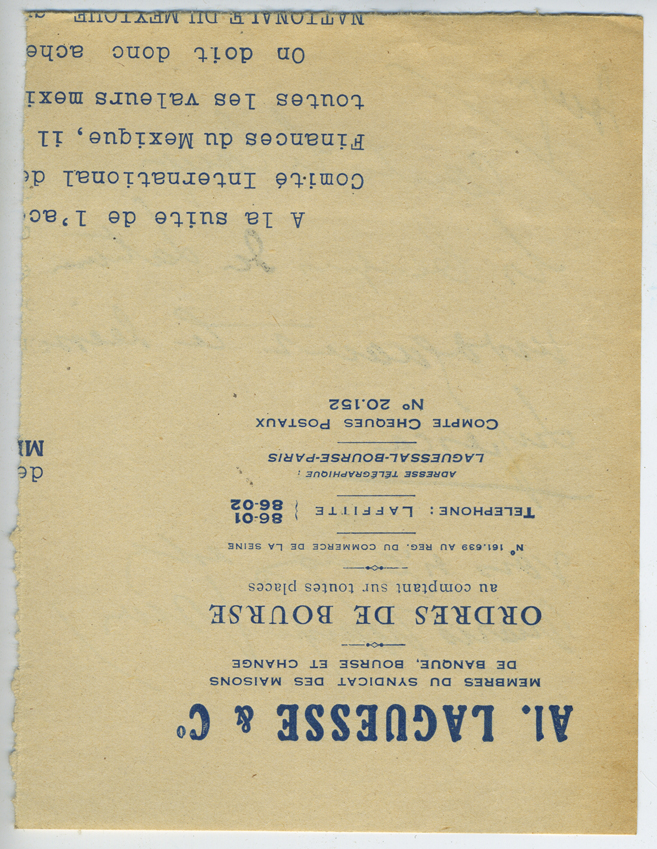 Al. LAGUESSE & Cº
MEMBRES DU SYNDICAT DES MAISONS
DE BANQUE, BOURSE ET CHANGE
ORDRES DE BOURSE
au comptant sur toutes places
N° 161.639 AU REG. DU COMMERCE DE LA SEINE
TELEPHONE : LAFFITTE { 86-01
86-02
de
ADRESSE TÉLÉGRAPHIQUE :
LAGUESSAL-BOURSE-PARIS
COMPTE CHEQUES POSTAUX
N° 20.152
A la suite de l'acc
Comité International de
Finances du Mexique, il
toutes les valeurs mexi
On doit donc ache
NATIONALE DU MEXIQUE